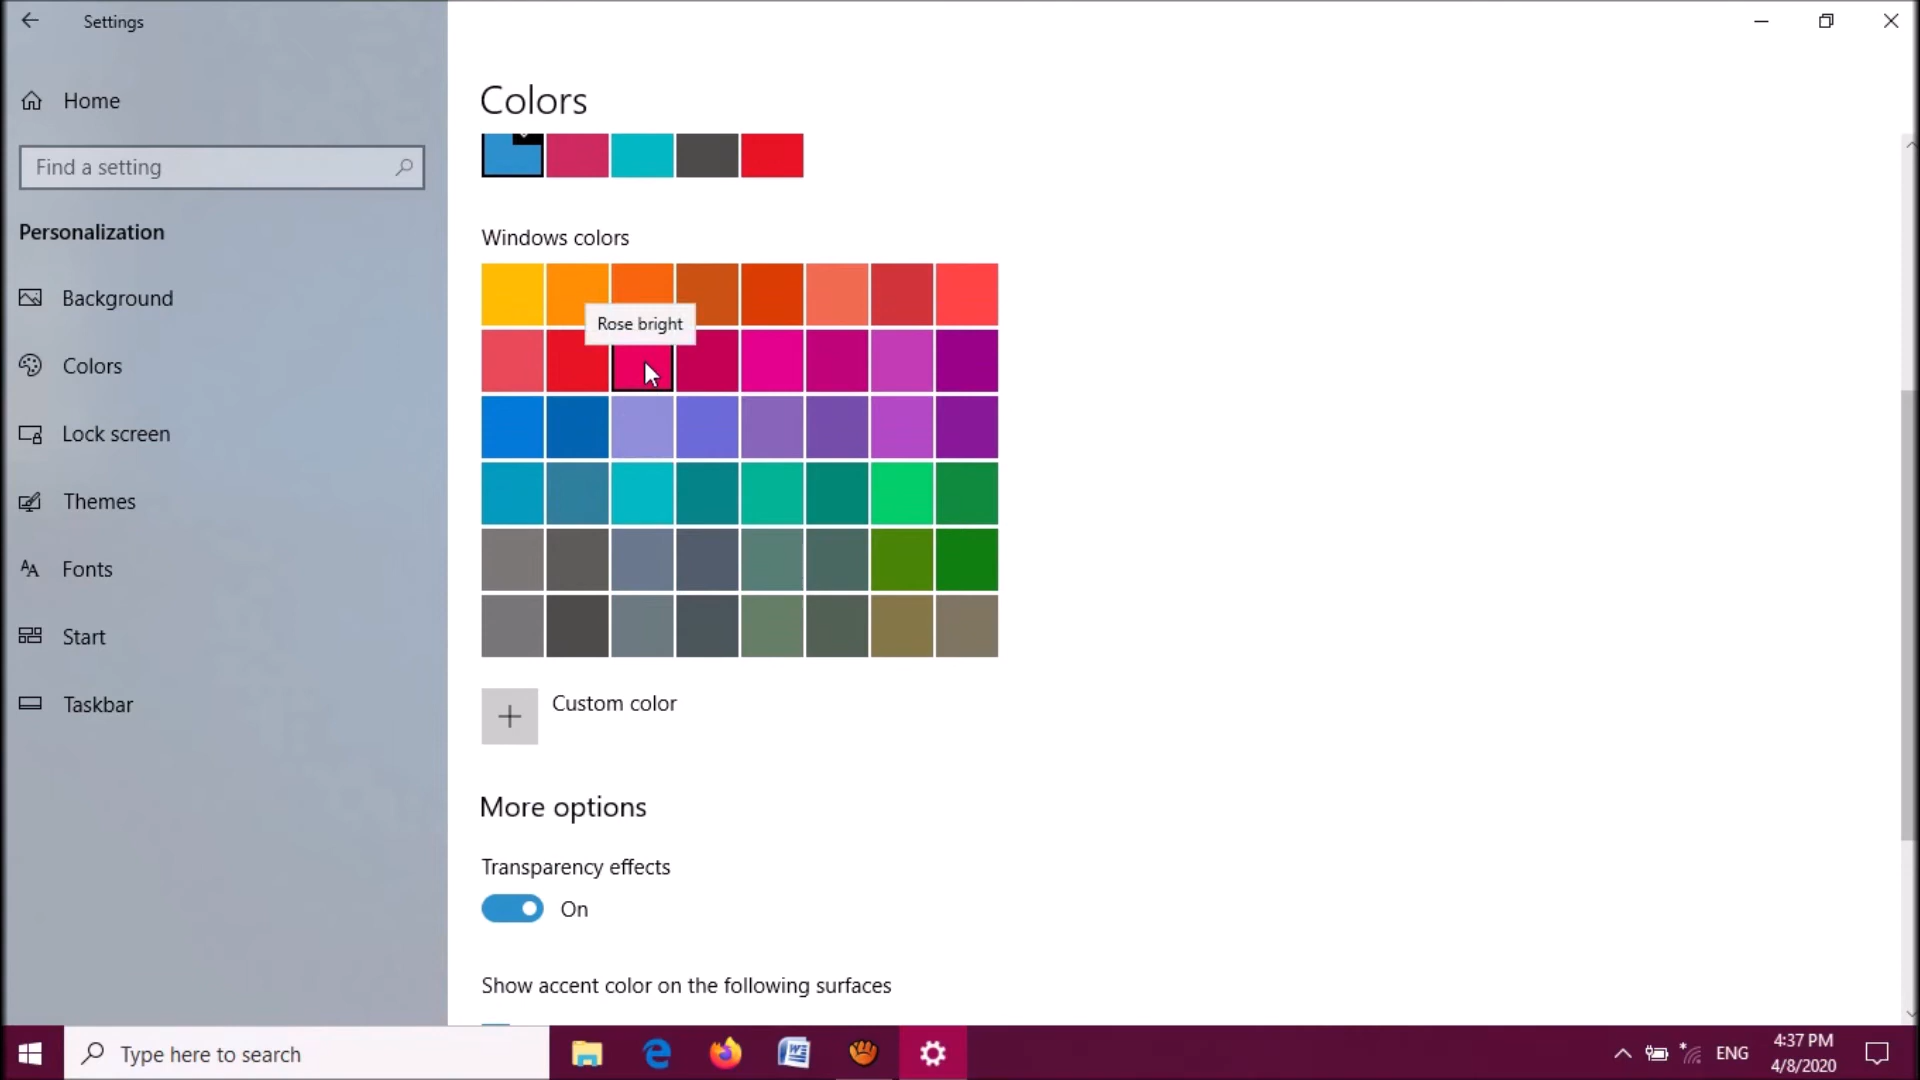 Settings
Home
Find a setting
Personalization
Background
Colors
Lock screen
Themes
Fonts
Start
Taskbar
Colors
Windows colors
Rose bright
Custom color
More options
Transparency effects
On
Show accent color on the following surfaces
Type here to search
ENG
4:37 PM
4/8/2020